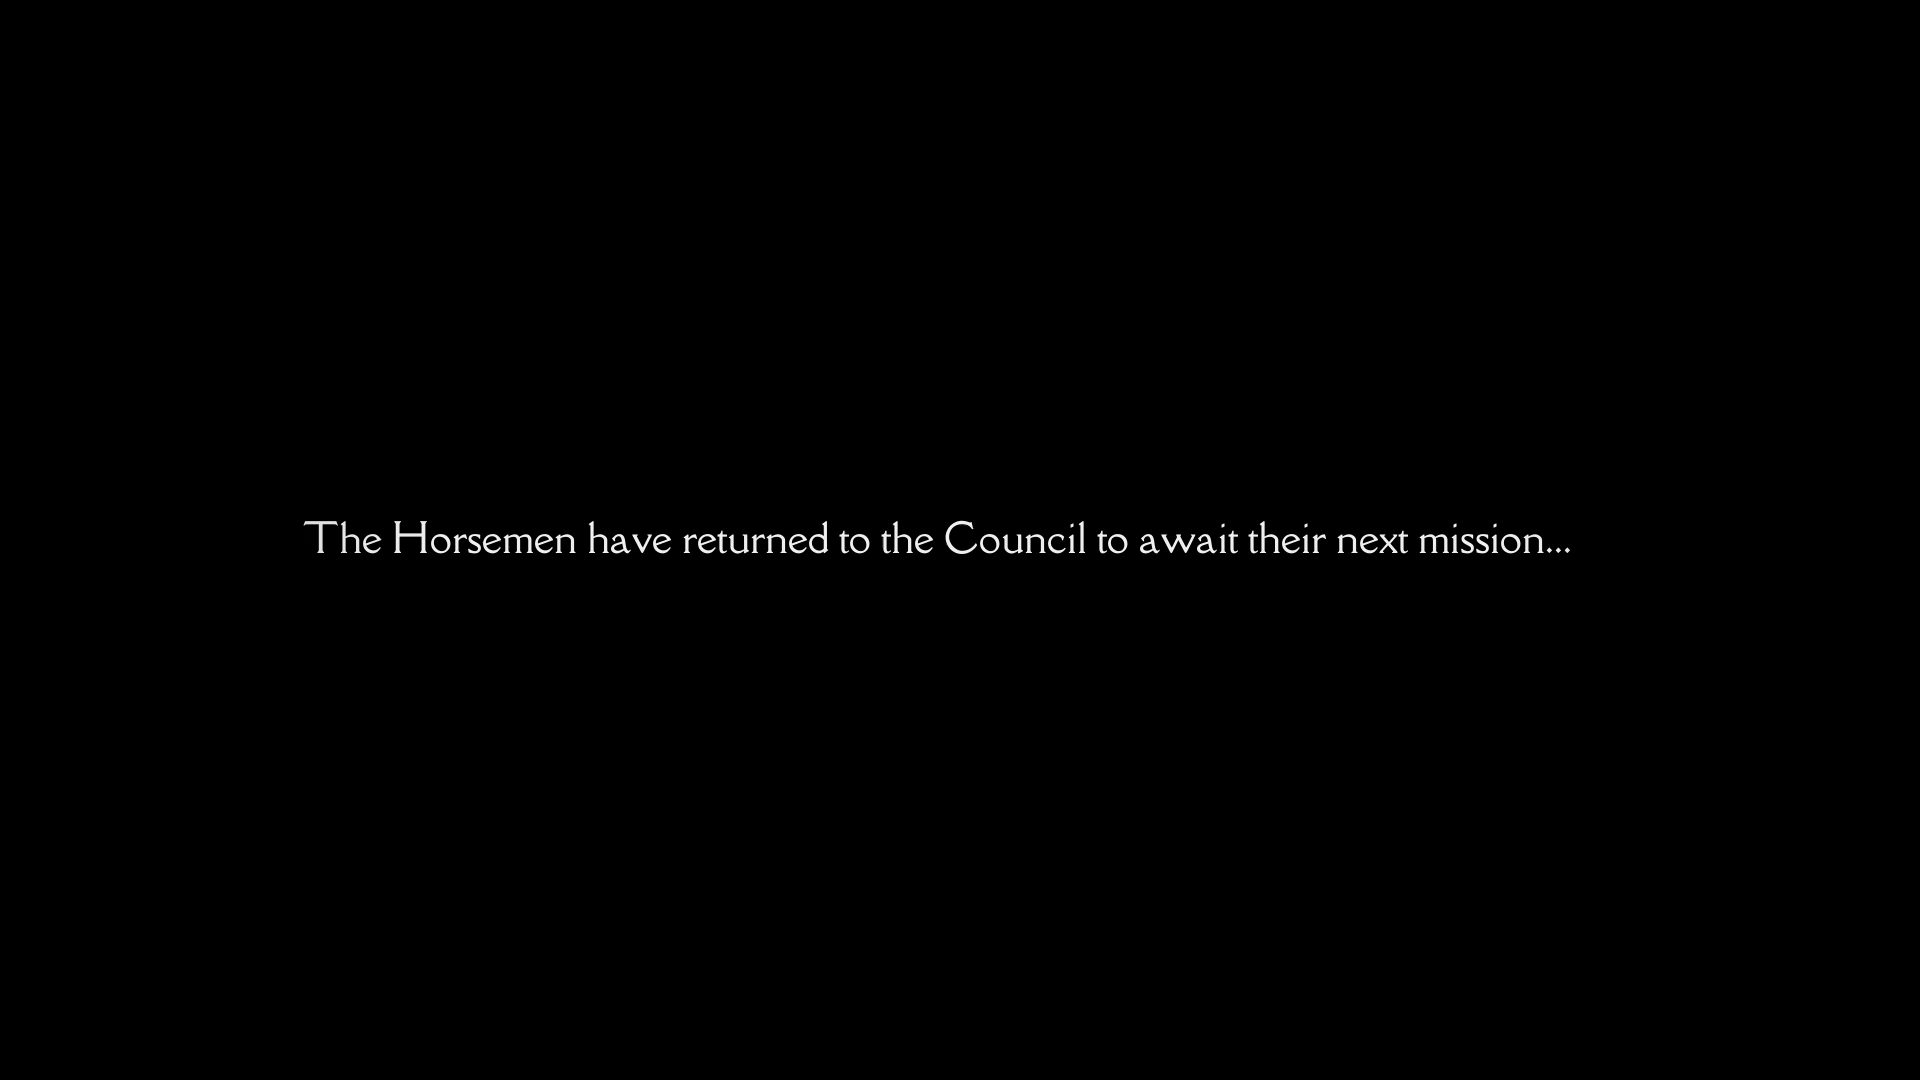 The Horsemen have returned to the Council to await their next mission...